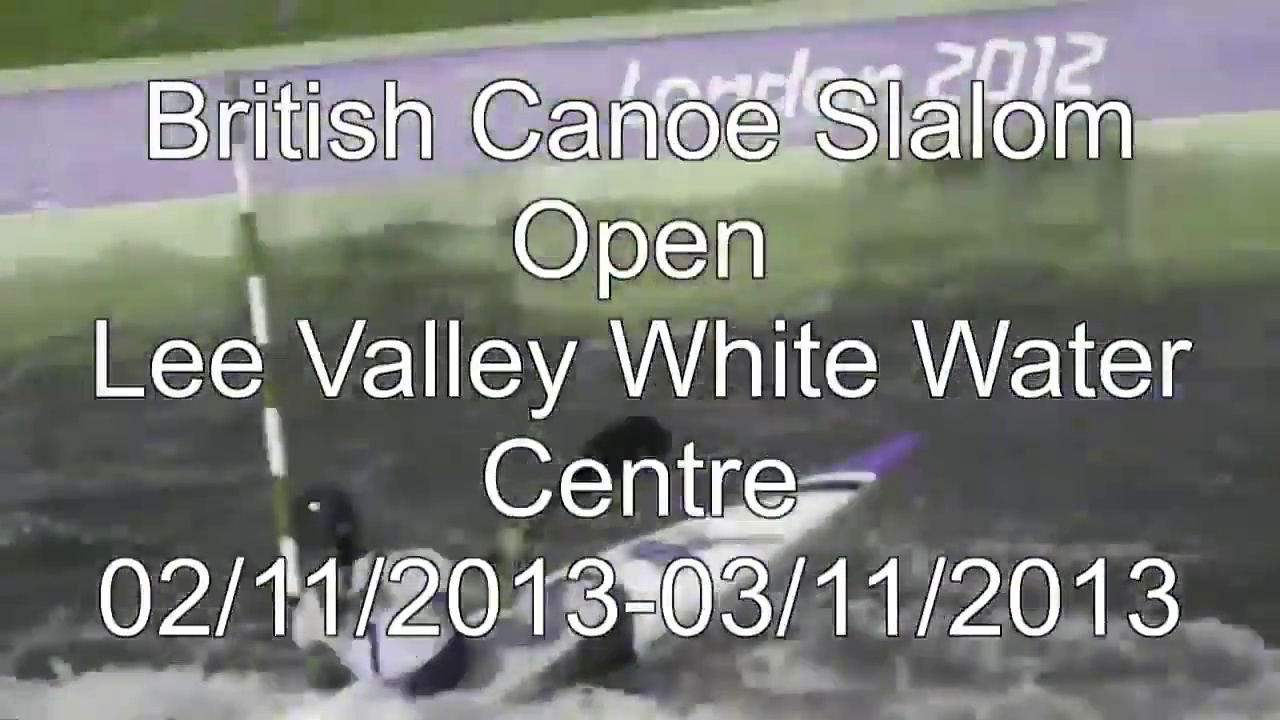 London 2012
British Canoe Slalom
Open
Lee Valley White Water
Centre
02/11/2013-03/11/2013